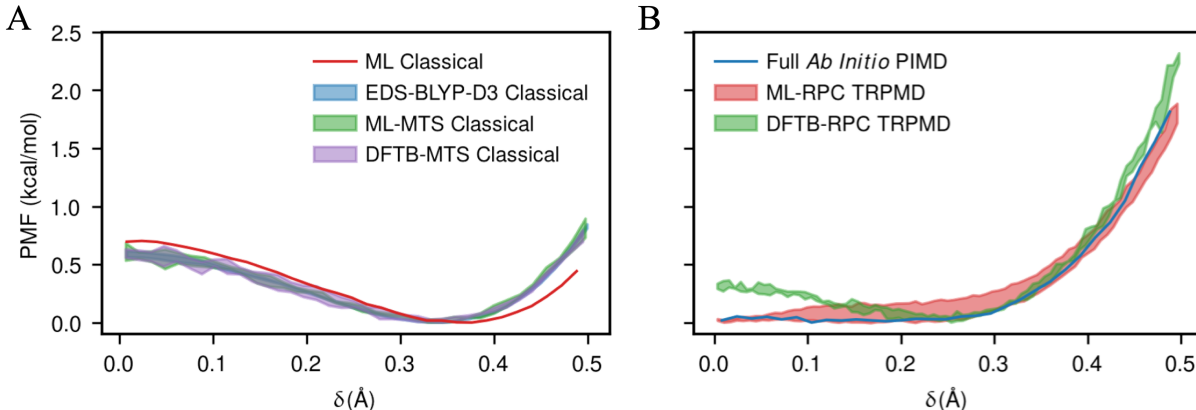 A
PMF (kcal/mol)
2.5
2.0
1.5
1.0
0.5
0.0
ML Classical
EDS-BLYP-D3 Classical
ML-MTS Classical
DFTB-MTS Classical
0.0 0.1 0.2 0.3 0.4 0.5
δ(Å)
B
Full Ab Initio PIMD
ML-RPC TRPMD
DFTB-RPC TRPMD
0.0 0.1 0.2 0.3 0.4 0.5
δ(Å)